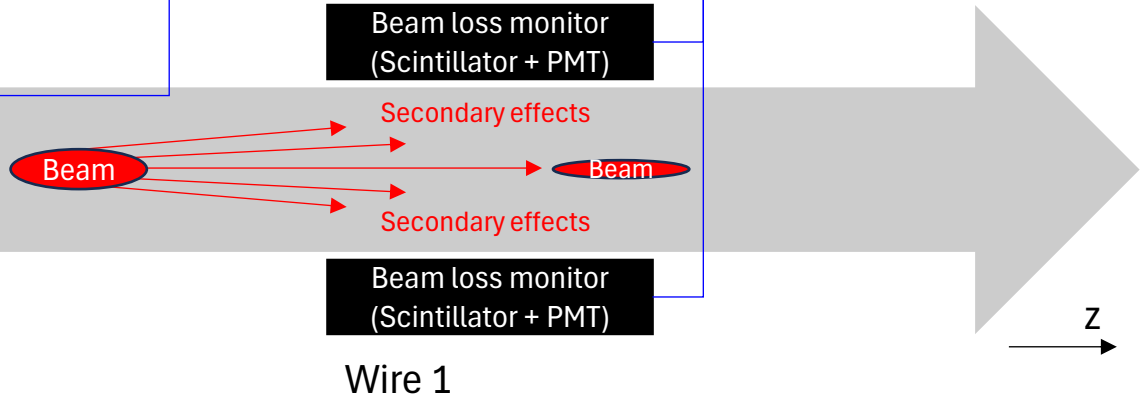 Beam loss monitor
(Scintillator + PMT)
Secondary effects
Beam
Beam
Secondary effects
Beam loss monitor
(Scintillator + PMT)
z
Wire 1